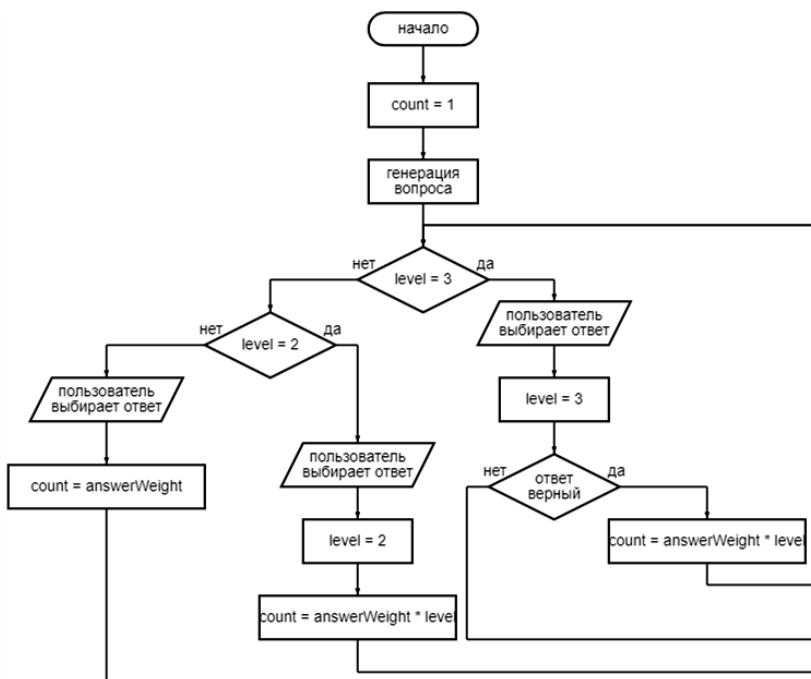 начало
count = 1
генерация
вопроса
нет
level = 3
да
нет
level = 2
да
пользователь
выбирает ответ
пользователь
выбирает ответ
level = 3
пользователь
выбирает ответ
нет
ответ
верный
да
count = answerWeight
level = 2
count = answerWeight * level
count = answerWeight * level